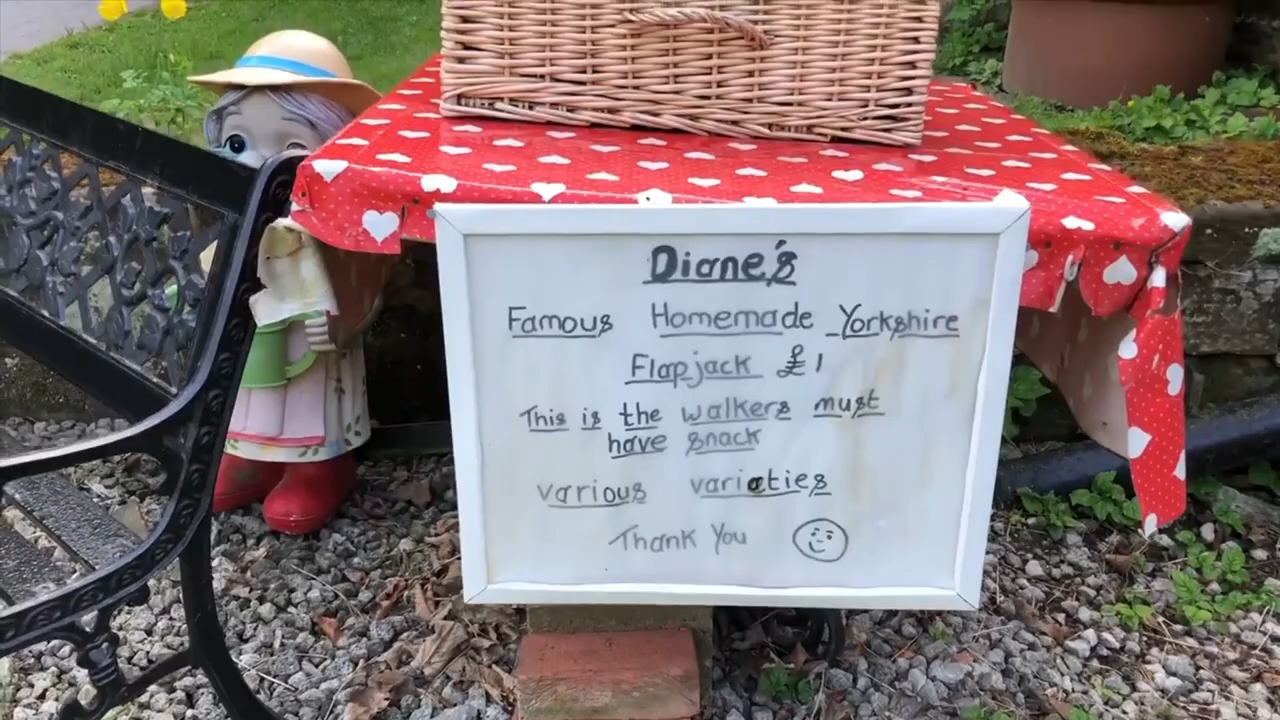 Diane's
Famous Homemade Yorkshire
Flapjack £1
This is the walkers must
have snack
various variaties
Thank You